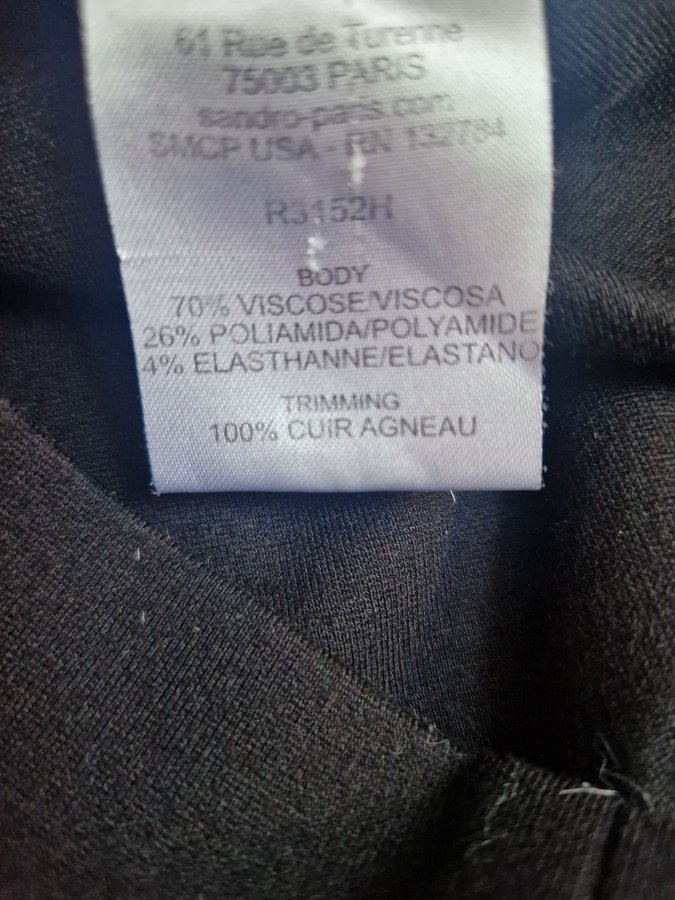 61 Rue de Turenne
75003 PARIS
sandro-paris.com
SMCP USA - RN 132784
R3152H
BODY
70% VISCOSE/VISCOSA
26% POLIAMIDA/POLYAMIDE
4% ELASTHANNE/ELASTANO
TRIMMING
100% CUIR AGNEAU